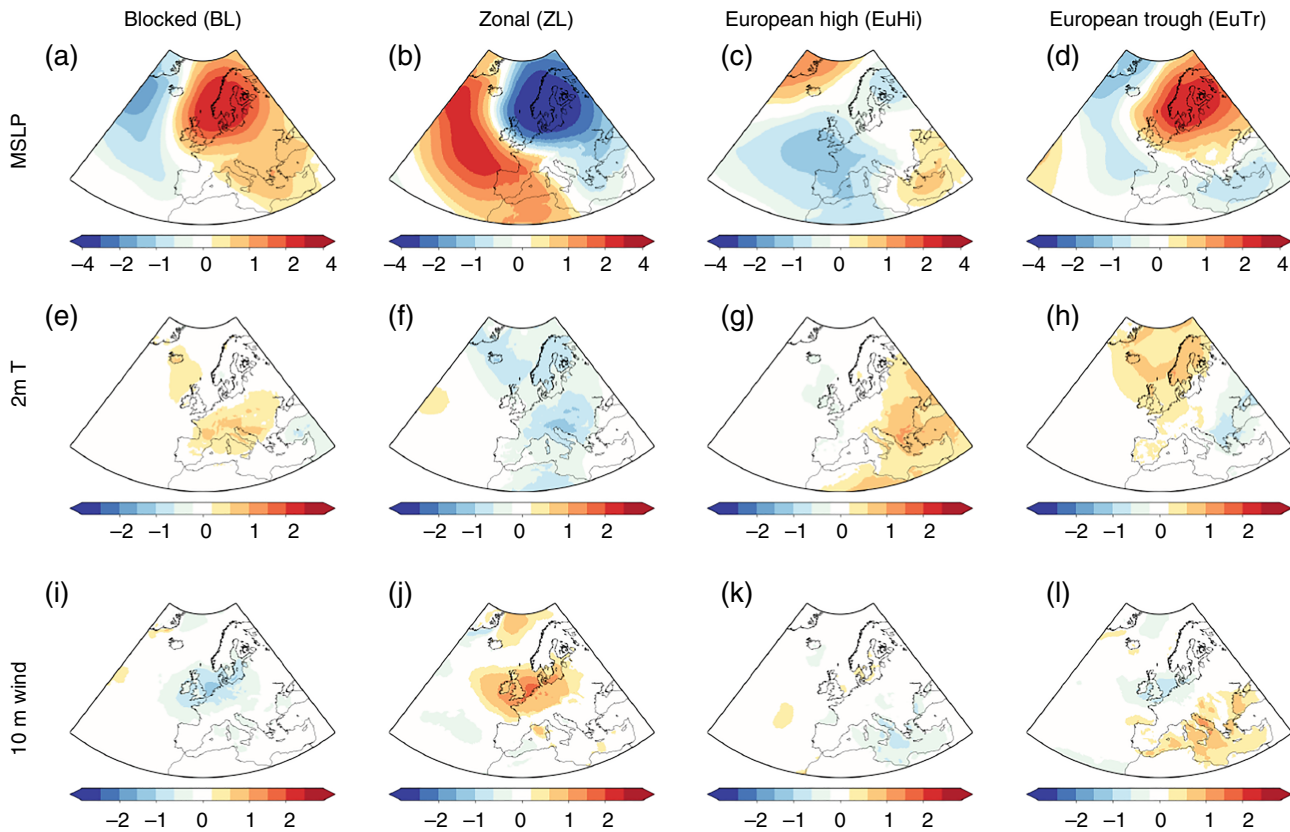 Blocked (BL) Zonal (ZL) European high (EuHi) European trough (EuTr)
(a) (b) (c) (d)
MSLP
−4 −2 −1 0 1 2 4 −4 −2 −1 0 1 2 4 −4 −2 −1 0 1 2 4 −4 −2 −1 0 1 2 4
(e) (f) (g) (h)
2m T
−2 −1 0 1 2 −2 −1 0 1 2 −2 −1 0 1 2 −2 −1 0 1 2
(i) (j) (k) (l)
10 m wind
−2 −1 0 1 2 −2 −1 0 1 2 −2 −1 0 1 2 −2 −1 0 1 2